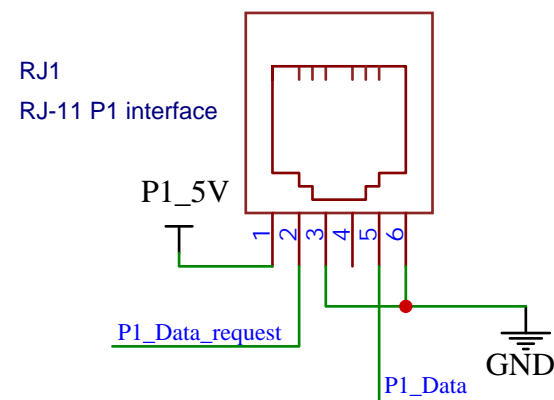 RJ1
RJ-11 P1 interface
P1_5V
1 2 3 4 5 6
P1_Data_request
GND
P1_Data